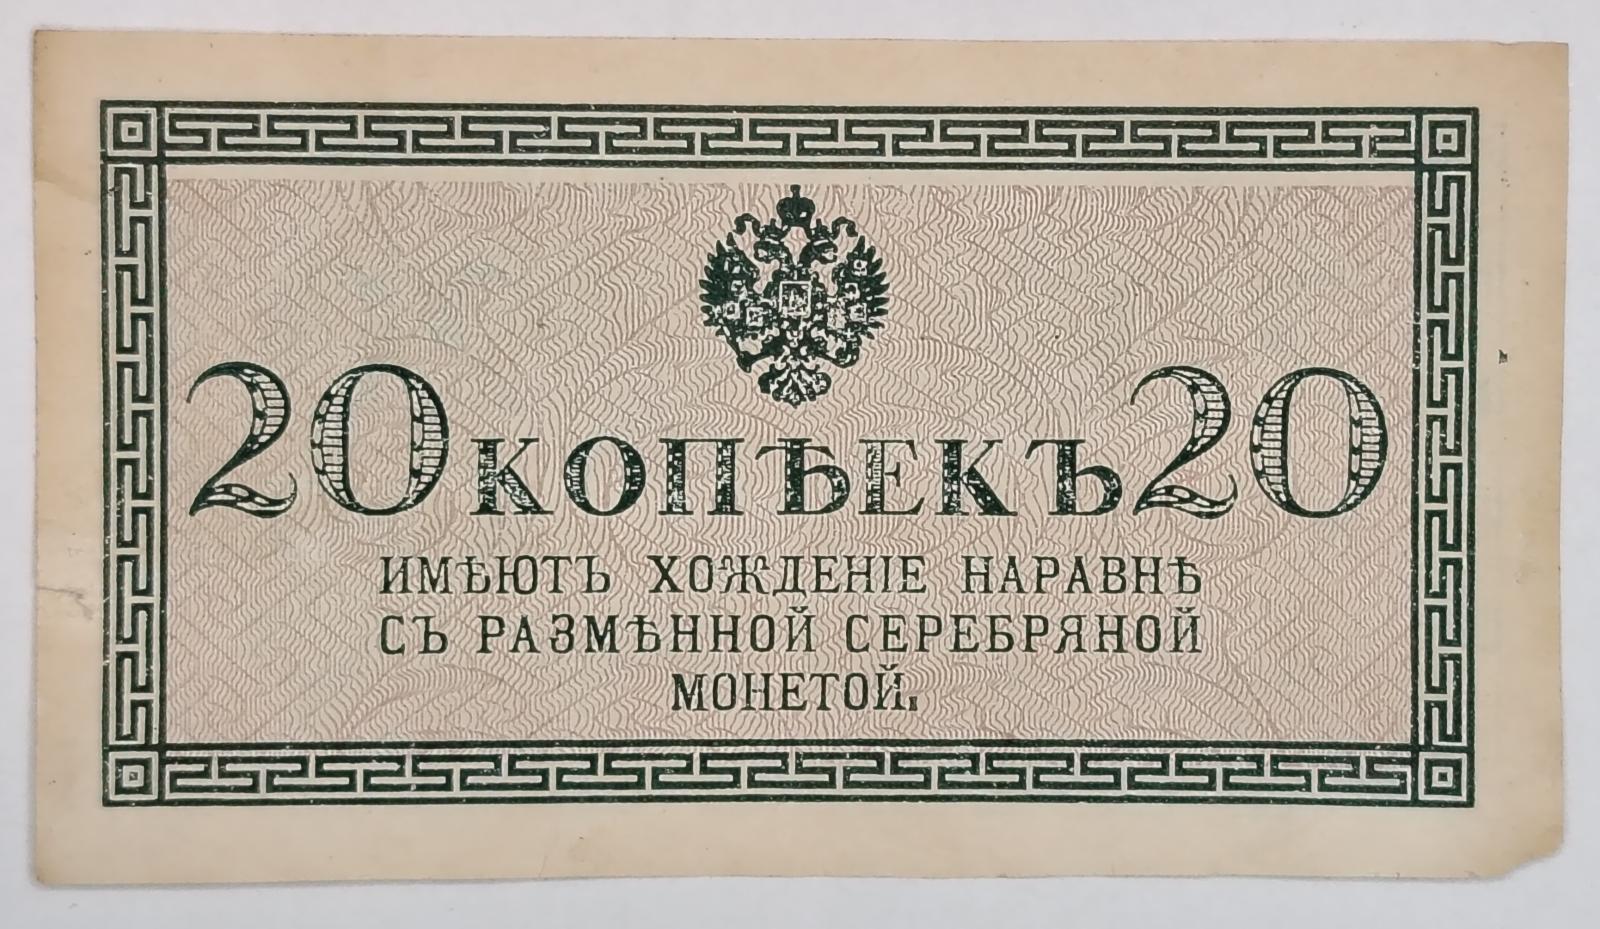 20 КОПѢЕКЪ 20
ИМѢЮТЪ ХОЖДЕНІЕ НАРАВНѢ
СЪ РАЗМѢННОЙ СЕРЕБРЯНОЙ
МОНЕТОЙ.